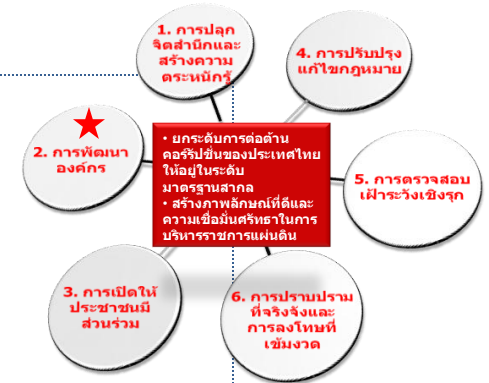 1. การปลุก
จิตสำนึกและ
สร้างความ
ตระหนักรู้
4. การปรับปรุง
แก้ไขกฎหมาย
2. การพัฒนา
องค์กร
• ยกระดับการต่อต้าน
คอร์รัปชั่นของประเทศไทย
ให้อยู่ในระดับ
มาตรฐานสากล
• สร้างภาพลักษณ์ที่ดีและ
ความเชื่อมั่นศรัทธาในการ
บริหารราชการแผ่นดิน
5. การตรวจสอบ
เฝ้าระวังเชิงรุก
3. การเปิดให้
ประชาชนมี
ส่วนร่วม
6. การปราบปราม
ที่จริงจังและ
การลงโทษที่
เข้มงวด